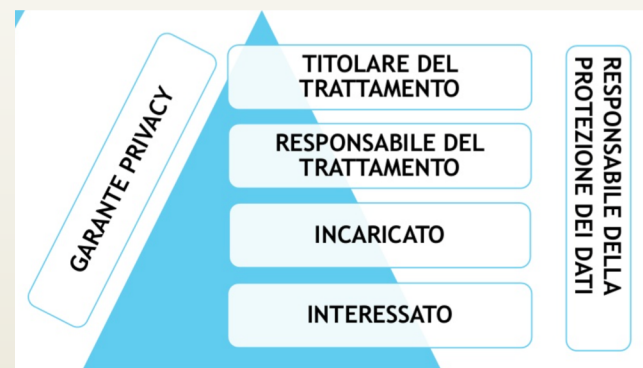 GARANTE PRIVACY
TITOLARE DEL
TRATTAMENTO
RESPONSABILE DEL
TRATTAMENTO
INCARICATO
INTERESSATO
RESPONSABILE DELLA
PROTEZIONE DEI DATI